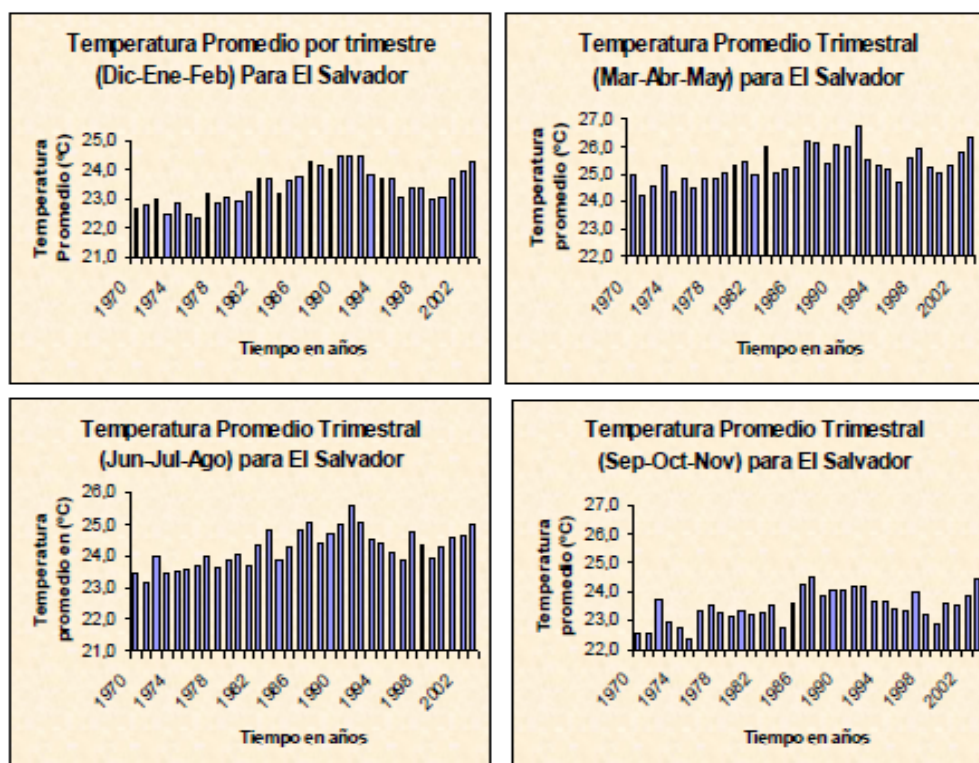 Temperatura Promedio por trimestre
(Dic-Ene-Feb) Para El Salvador
Temperatura
Promedio (ºC)
25,0
24,0
23,0
22,0
21,0
1970
1974
1978
1982
1986
1990
1994
1998
2002
Tiempo en años
Temperatura Promedio Trimestral
(Mar-Abr-May) para El Salvador
Temperatura
promedio (ºC)
27,0
26,0
25,0
24,0
23,0
22,0
1970
1974
1978
1982
1986
1990
1994
1998
2002
Tiempo en años
Temperatura Promedio Trimestral
(Jun-Jul-Ago) para El Salvador
Temperatura
promedio en (ºC)
26,0
25,0
24,0
23,0
22,0
21,0
1970
1974
1978
1982
1986
1990
1994
1998
2002
Tiempo en años
Temperatura Promedio Trimestral
(Sep-Oct-Nov) para El Salvador
Temperatura
promedio (ºC)
27,0
26,0
25,0
24,0
23,0
22,0
1970
1974
1978
1982
1986
1990
1994
1998
2002
Tiempo en años